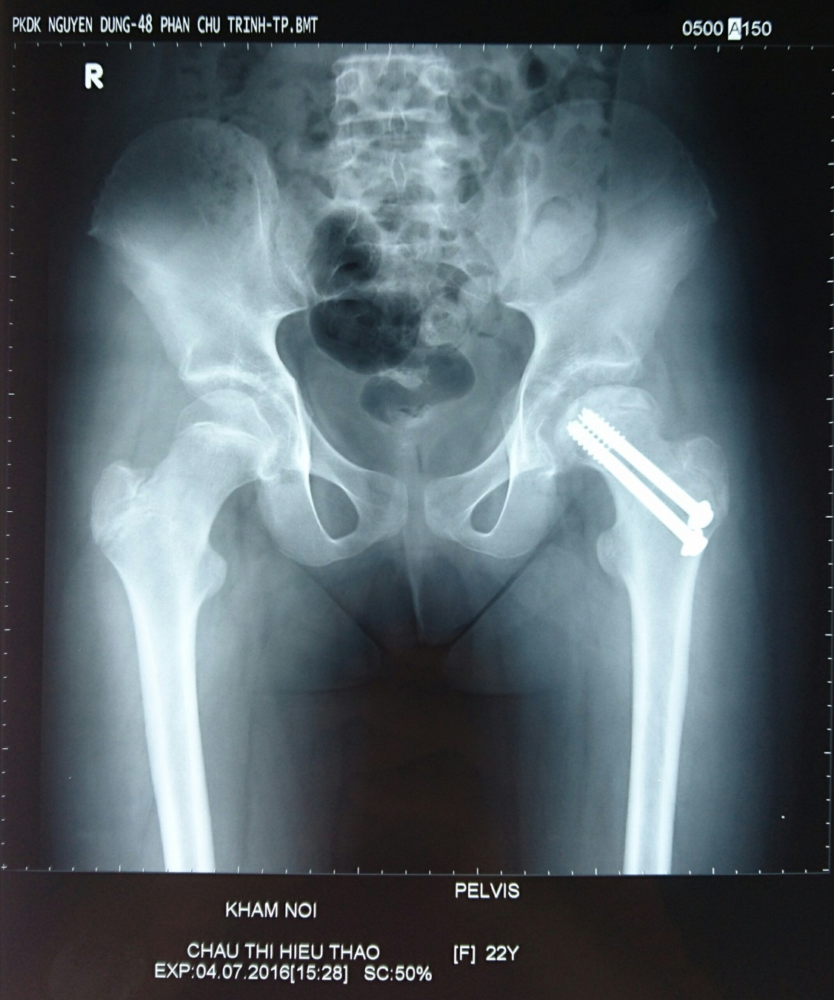 PKDK NGUYEN DUNG-48 PHAN CHU TRINH-TP.BMT
0500 A 150
R
PELVIS
KHAM NOI
CHAU THI HIEU THAO [F] 22Y
EXP:04.07.2016[15:28] SC:50%